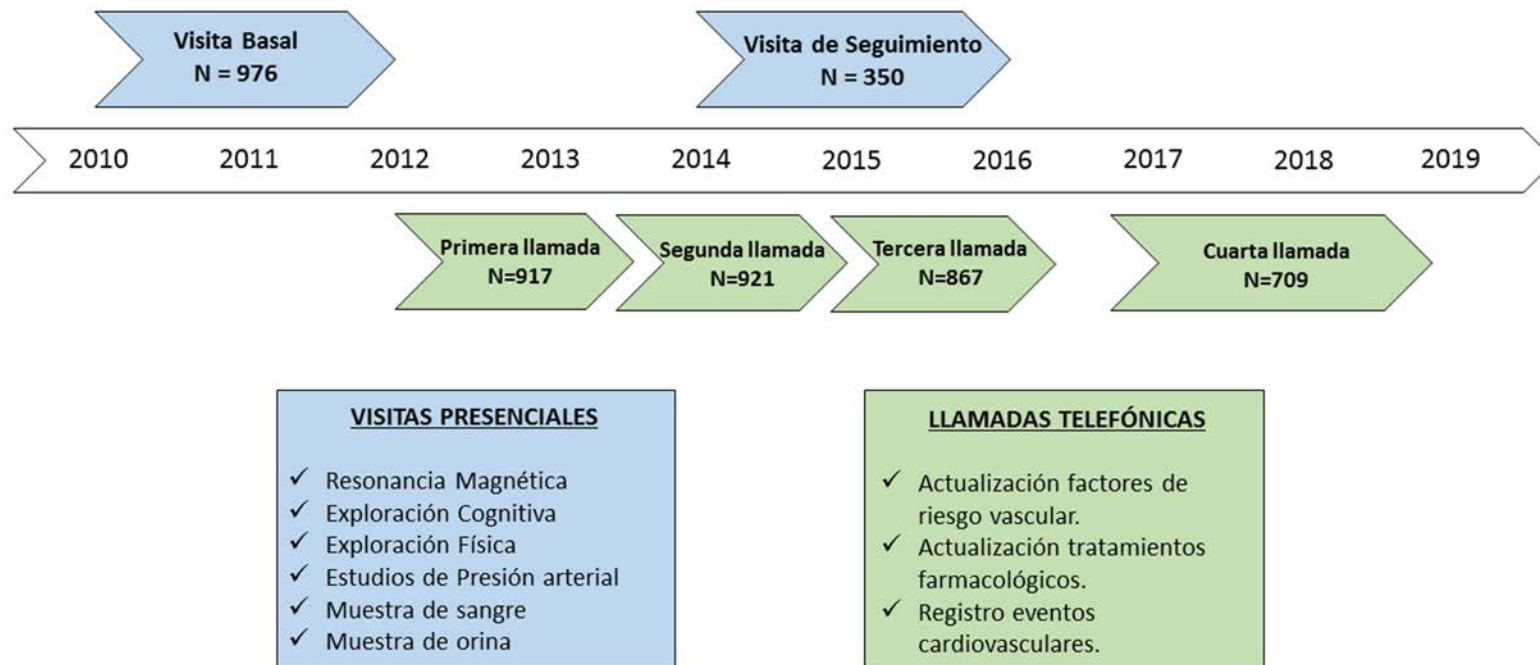 Visita Basal
N = 976
Visita de Seguimiento
N = 350
2010 2011 2012 2013 2014 2015 2016 2017 2018 2019
Primera llamada
N=917
Segunda llamada
N=921
Tercera llamada
N=867
Cuarta llamada
N=709
VISITAS PRESENCIALES
✓ Resonancia Magnética
✓ Exploración Cognitiva
✓ Exploración Física
✓ Estudios de Presión arterial
✓ Muestra de sangre
✓ Muestra de orina
LLAMADAS TELEFÓNICAS
✓ Actualización factores de
riesgo vascular.
✓ Actualización tratamientos
farmacológicos.
✓ Registro eventos
cardiovasculares.